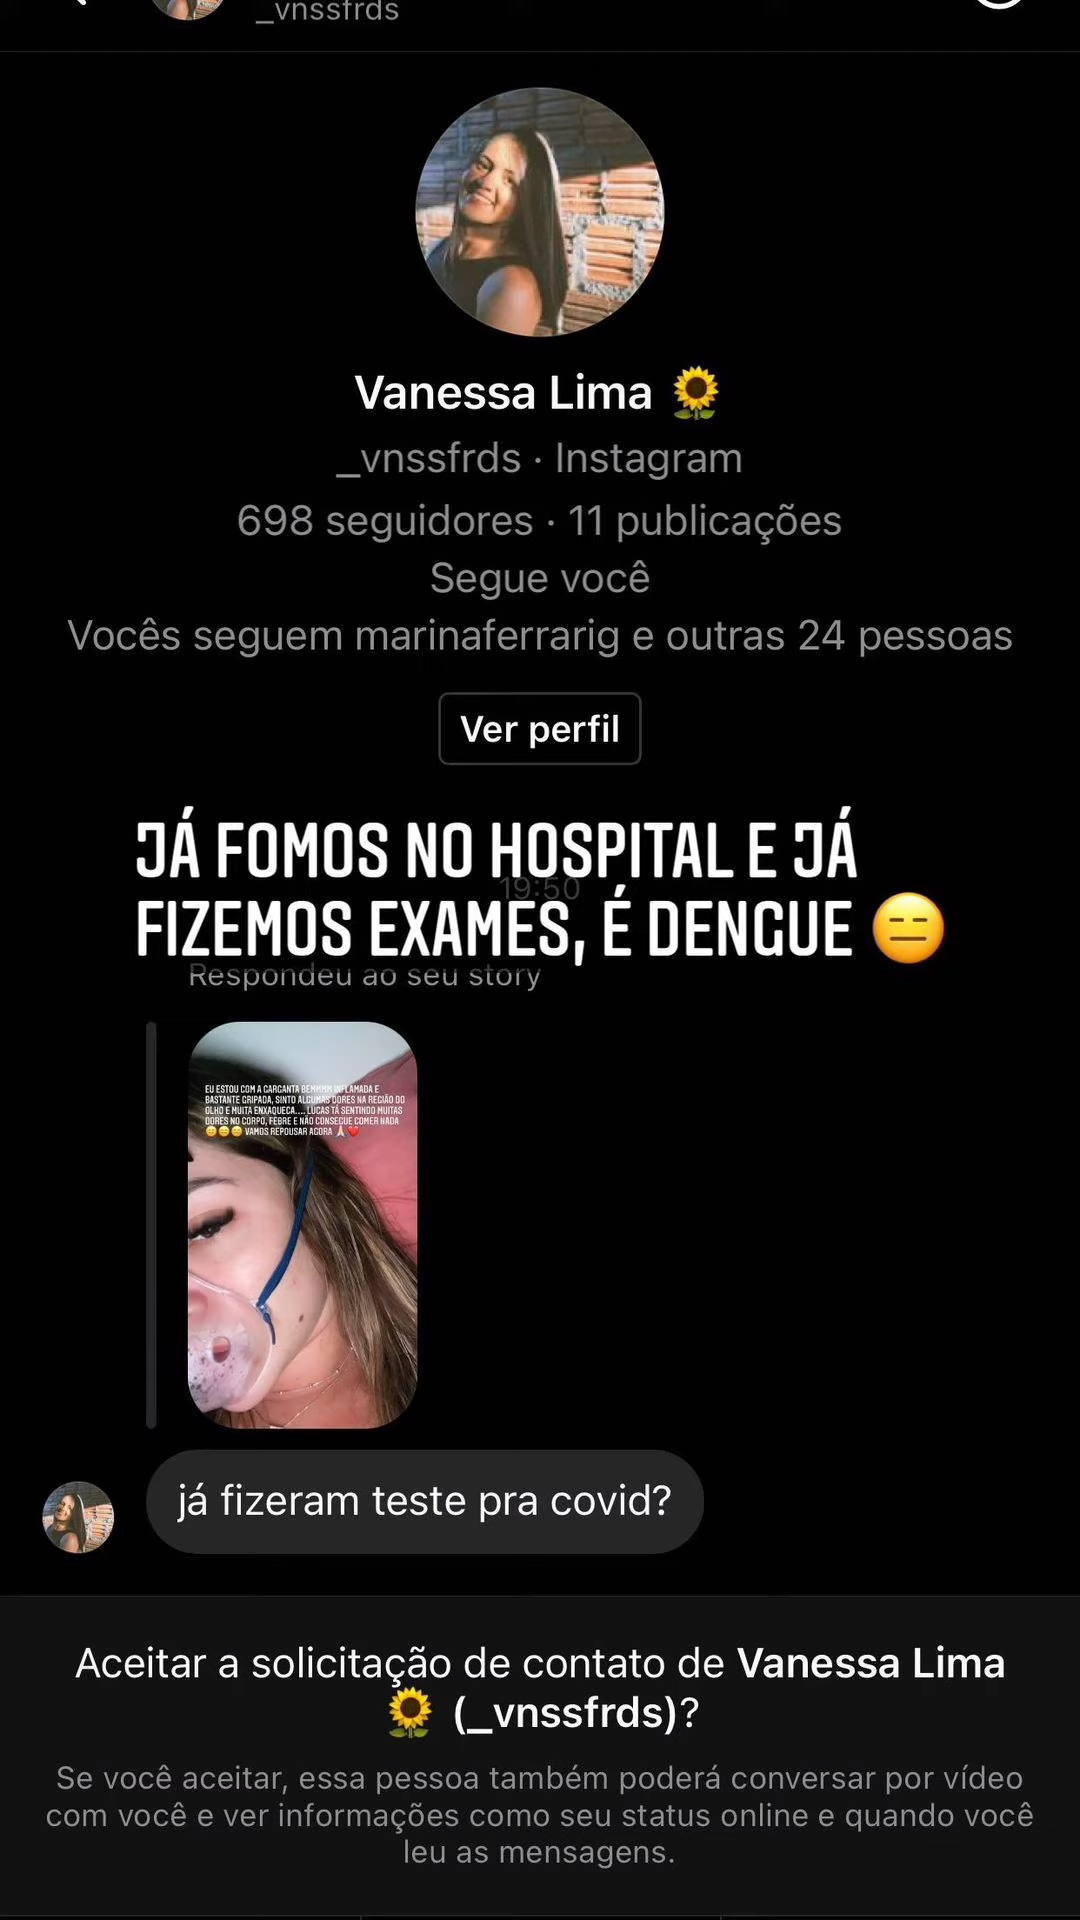 _vnssfrds
Vanessa Lima 🌻
_vnssfrds · Instagram
698 seguidores · 11 publicações
Segue você
Vocês seguem marinaferrarig e outras 24 pessoas
Ver perfil
JÁ FOMOS NO HOSPITAL E JÁ
19:50
FIZEMOS EXAMES, É DENGUE 😑
Respondeu ao seu story
EU ESTOU COM A GARGANTA BEMMMM INFLAMADA E
BASTANTE GRIPADA, SINTO ALGUMAS DORES NA REGIÃO DO
OLHO E MUITA ENXAQUECA.... LUCAS TÁ SENTINDO MUITAS
DORES NO CORPO, FEBRE E NÃO CONSEGUE COMER NADA
😑😑😑 VAMOS REPOUSAR AGORA 🙏🏻❤️
já fizeram teste pra covid?
Aceitar a solicitação de contato de Vanessa Lima
🌻 (_vnssfrds)?
Se você aceitar, essa pessoa também poderá conversar por vídeo
com você e ver informações como seu status online e quando você
leu as mensagens.